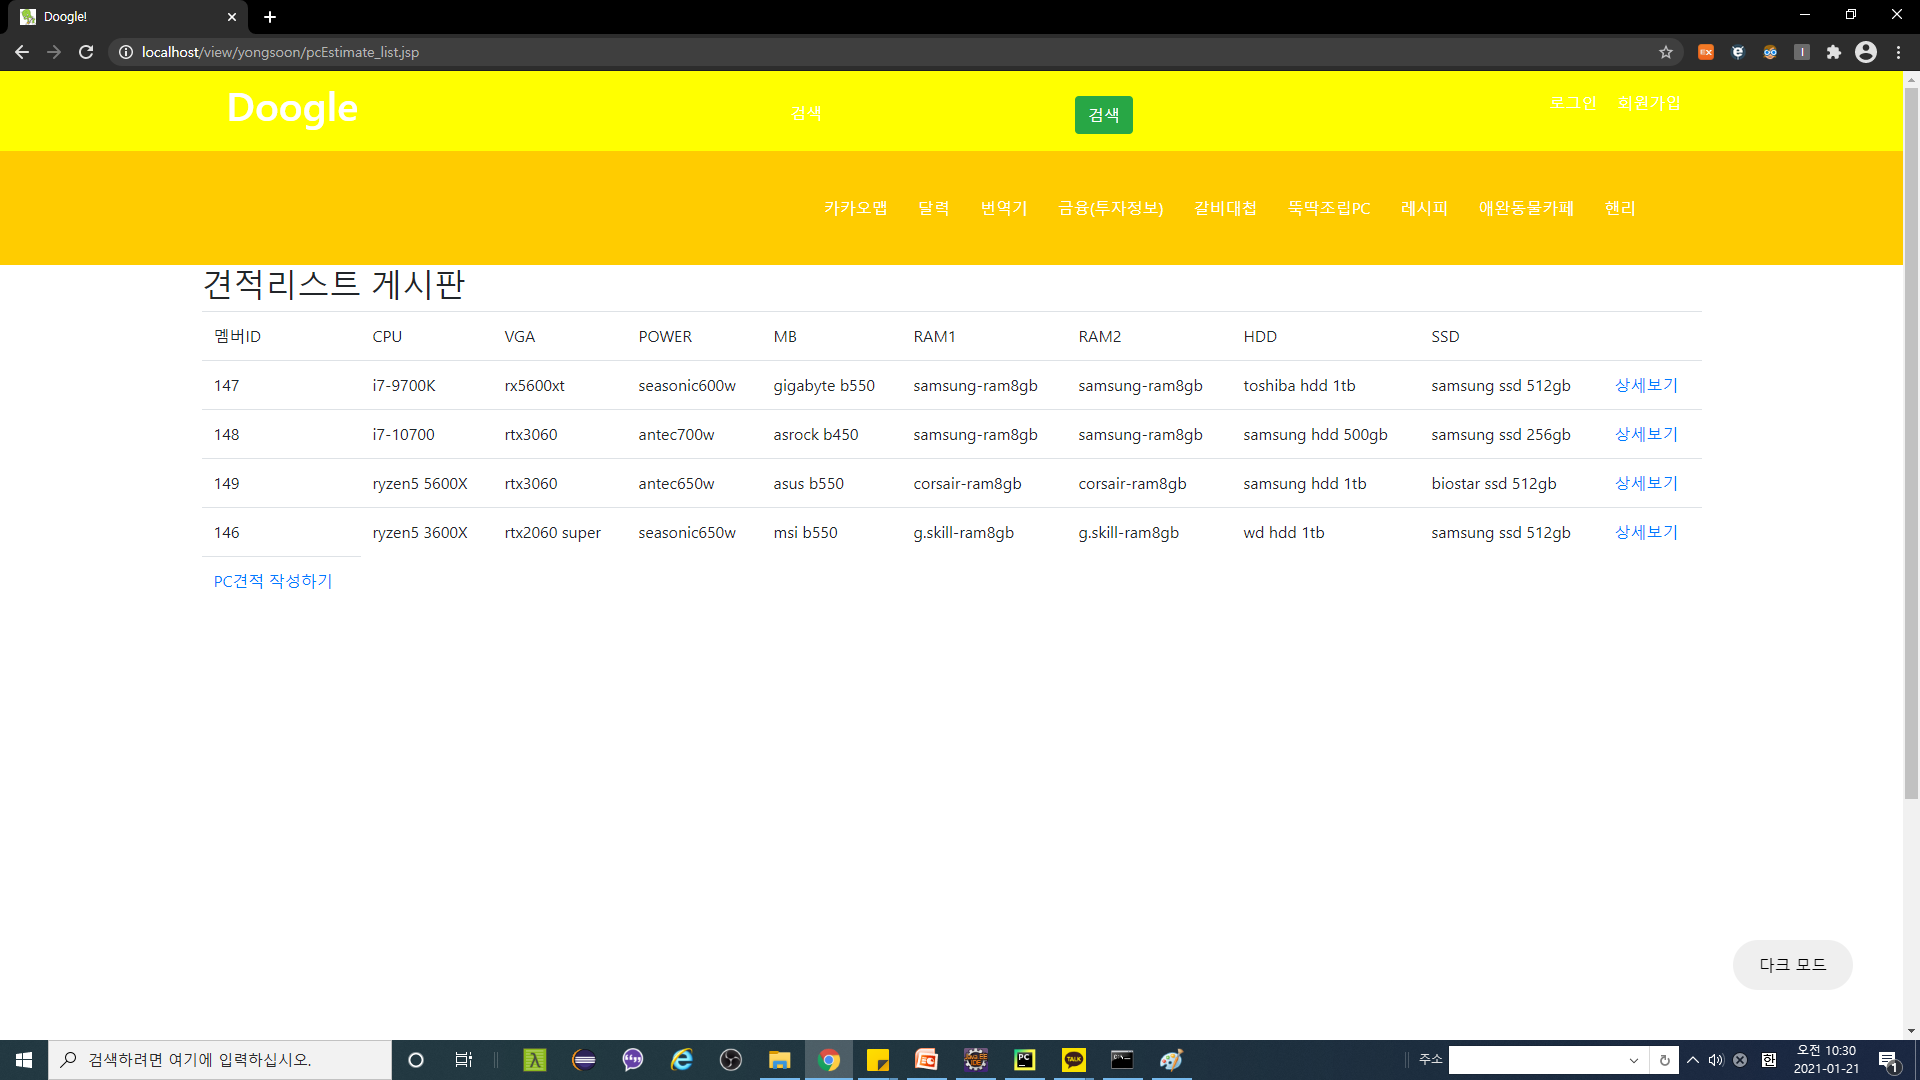 Doogle!
localhost/view/yongsoon/pcEstimate_list.jsp
Doogle 검색 검색 로그인 회원가입
카카오맵 달력 번역기 금융(투자정보) 갈비대첩 뚝딱조립PC 레시피 애완동물카페 핸리
견적리스트 게시판
멤버ID CPU VGA POWER MB RAM1 RAM2 HDD SSD
147 i7-9700K rx5600xt seasonic600w gigabyte b550 samsung-ram8gb samsung-ram8gb toshiba hdd 1tb samsung ssd 512gb 상세보기
148 i7-10700 rtx3060 antec700w asrock b450 samsung-ram8gb samsung-ram8gb samsung hdd 500gb samsung ssd 256gb 상세보기
149 ryzen5 5600X rtx3060 antec650w asus b550 corsair-ram8gb corsair-ram8gb samsung hdd 1tb biostar ssd 512gb 상세보기
146 ryzen5 3600X rtx2060 super seasonic650w msi b550 g.skill-ram8gb g.skill-ram8gb wd hdd 1tb samsung ssd 512gb 상세보기
PC견적 작성하기
다크 모드
검색하려면 여기에 입력하십시오. 주소 한 오전 10:30
2021-01-21 1